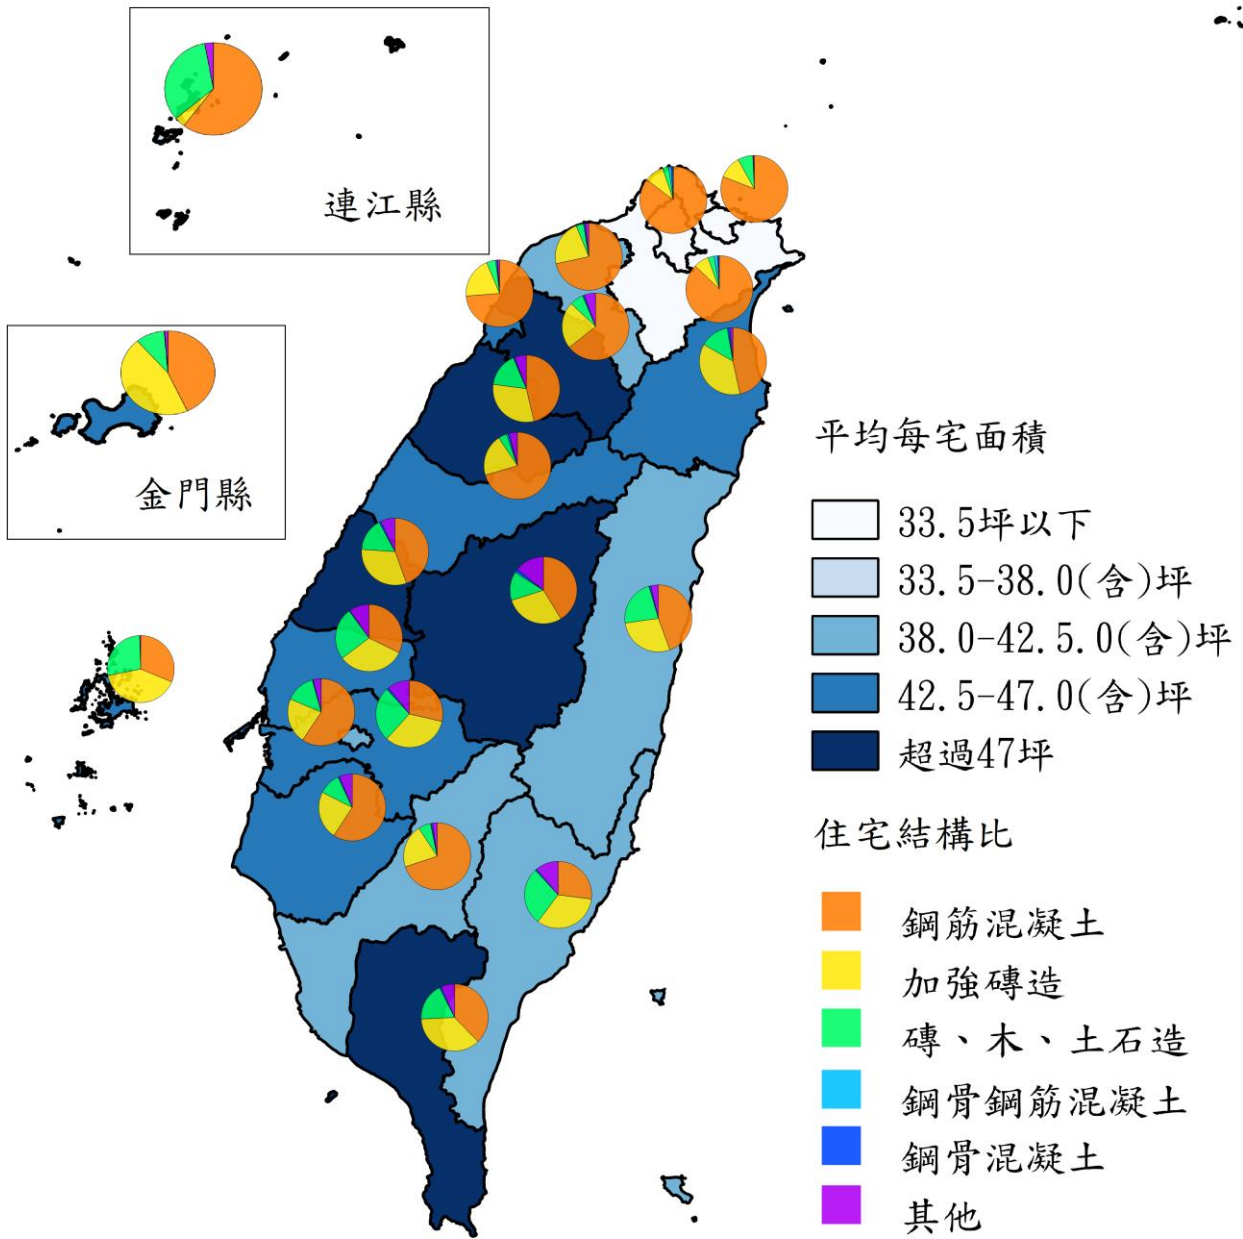 連江縣
金門縣
平均每宅面積
33.5坪以下
33.5-38.0(含)坪
38.0-42.5.0(含)坪
42.5-47.0(含)坪
超過47坪
住宅結構比
鋼筋混凝土
加強磚造
磚、木、土石造
鋼骨鋼筋混凝土
鋼骨混凝土
其他